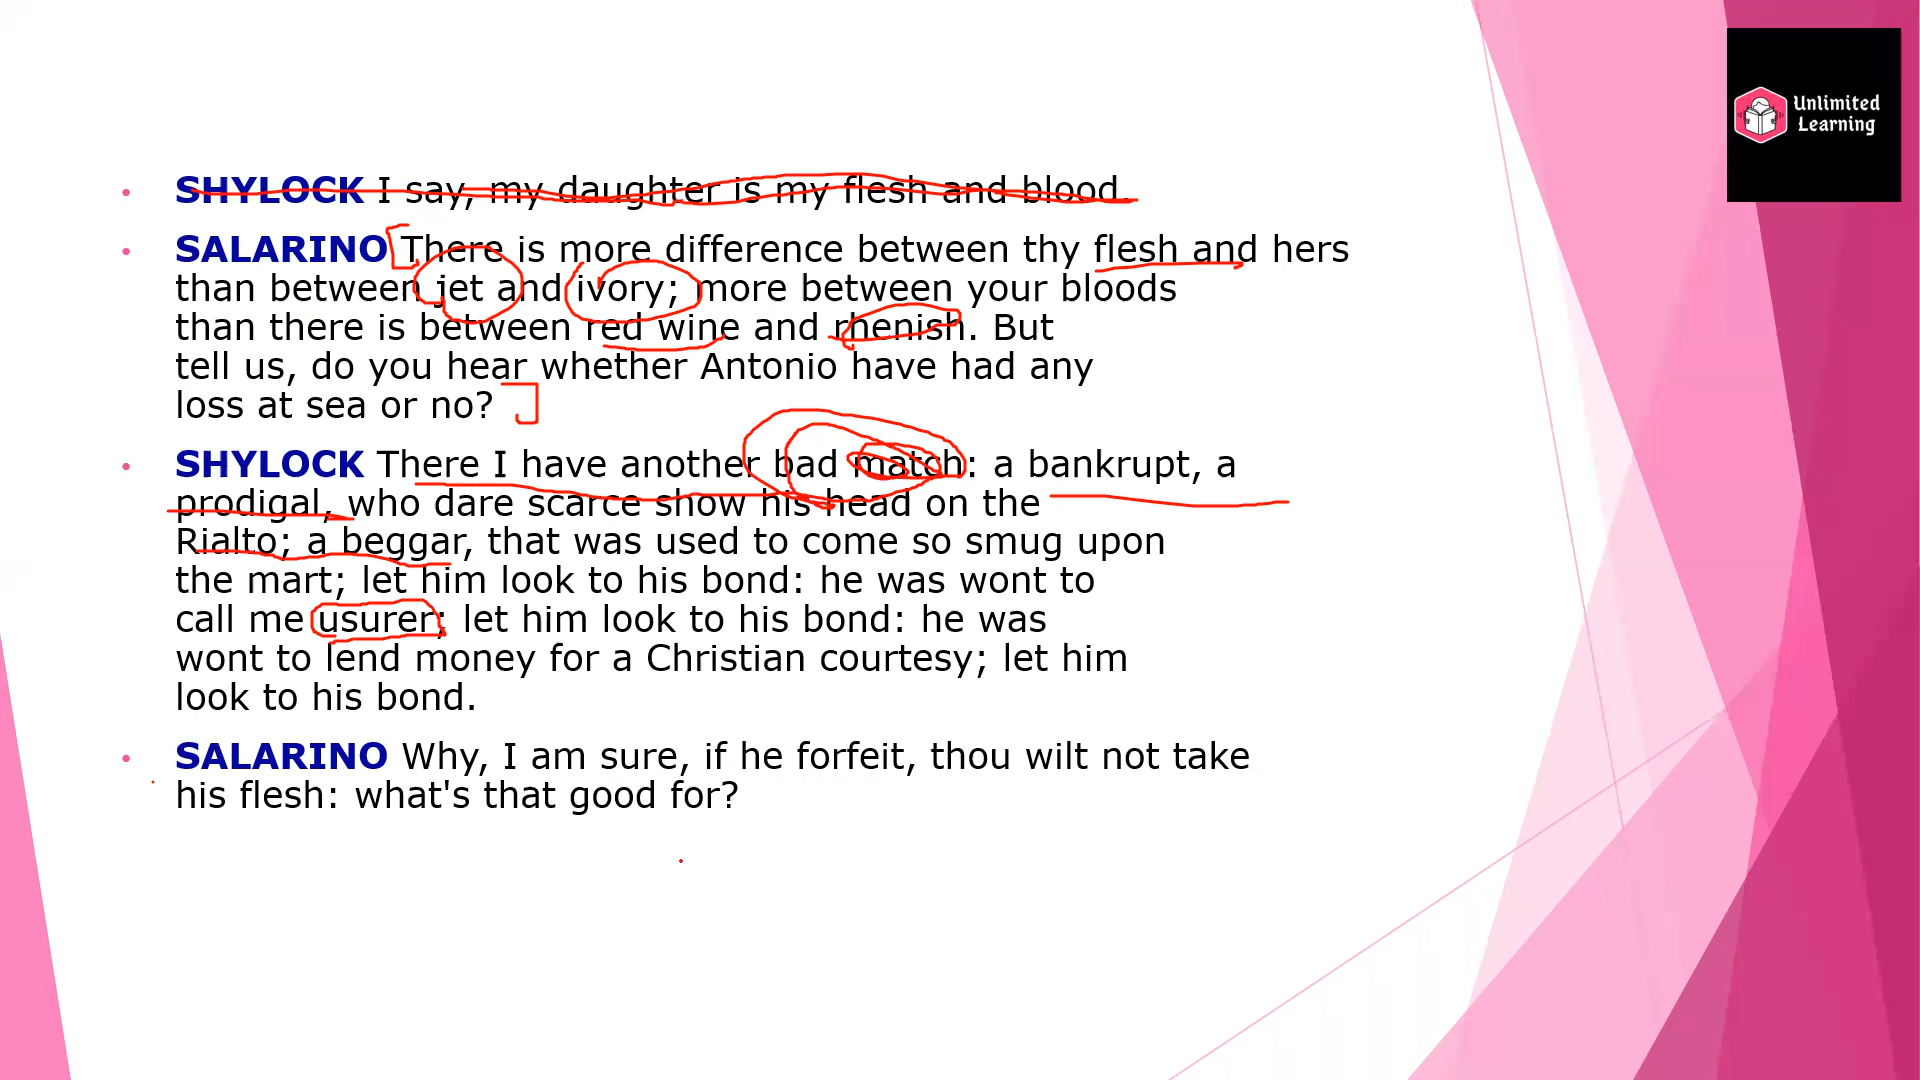 Unlimited
Learning
• SHYLOCK I say, my daughter is my flesh and blood.
• SALARINO There is more difference between thy flesh and hers
than between jet and ivory; more between your bloods
than there is between red wine and rhenish. But
tell us, do you hear whether Antonio have had any
loss at sea or no?
• SHYLOCK There I have another bad match: a bankrupt, a
prodigal, who dare scarce show his head on the
Rialto; a beggar, that was used to come so smug upon
the mart; let him look to his bond: he was wont to
call me usurer; let him look to his bond: he was
wont to lend money for a Christian courtesy; let him
look to his bond.
• SALARINO Why, I am sure, if he forfeit, thou wilt not take
his flesh: what's that good for?